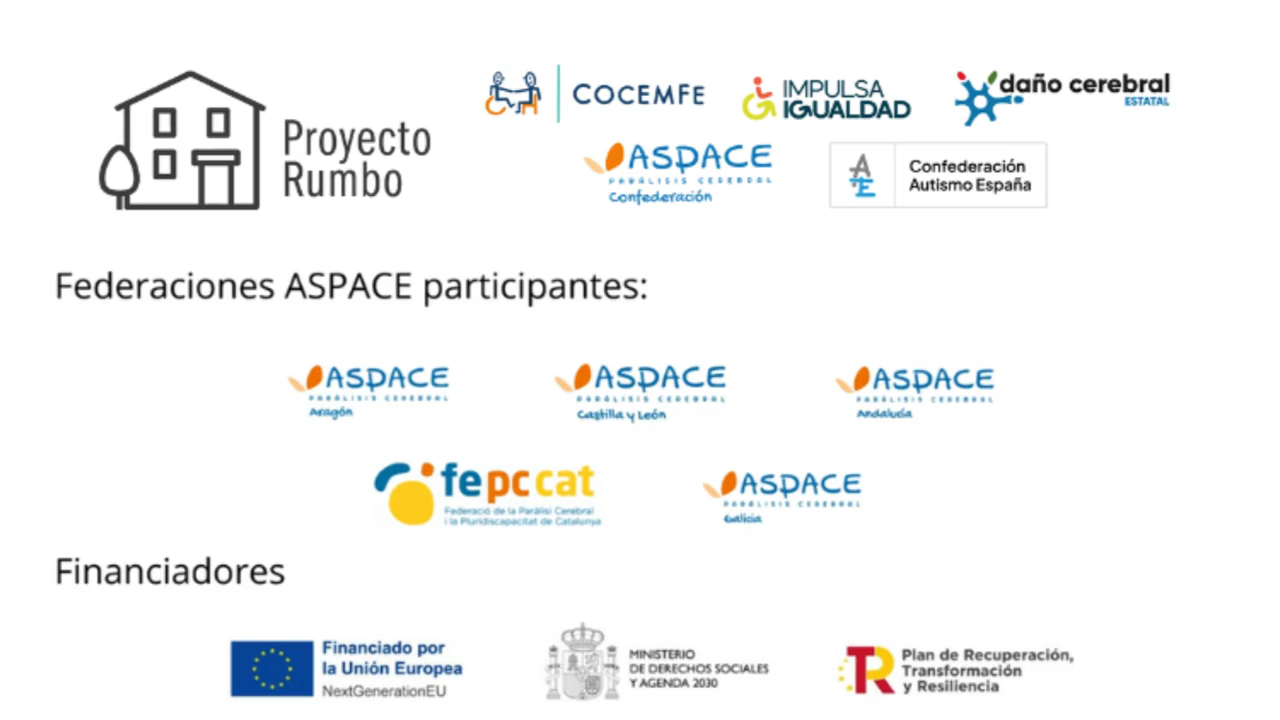 Proyecto
Rumbo
COCEMFE
IMPULSA
IGUALDAD
daño cerebral
ESTATAL
ASPACE
PARÁLISIS CEREBRAL
Confederación
AE
Confederación
Autismo España
Federaciones ASPACE participantes:
ASPACE
PARÁLISIS CEREBRAL
Aragón
ASPACE
PARÁLISIS CEREBRAL
Castilla y León
ASPACE
PARÁLISIS CEREBRAL
Andalucía
fepccat
Federació de la Paràlisi Cerebral
i la Pluridiscapacitat de Catalunya
ASPACE
PARÁLISIS CEREBRAL
Galicia
Financiadores
Financiado por
la Unión Europea
NextGenerationEU
MINISTERIO
DE DERECHOS SOCIALES
Y AGENDA 2030
TR
Plan de Recuperación,
Transformación
y Resiliencia